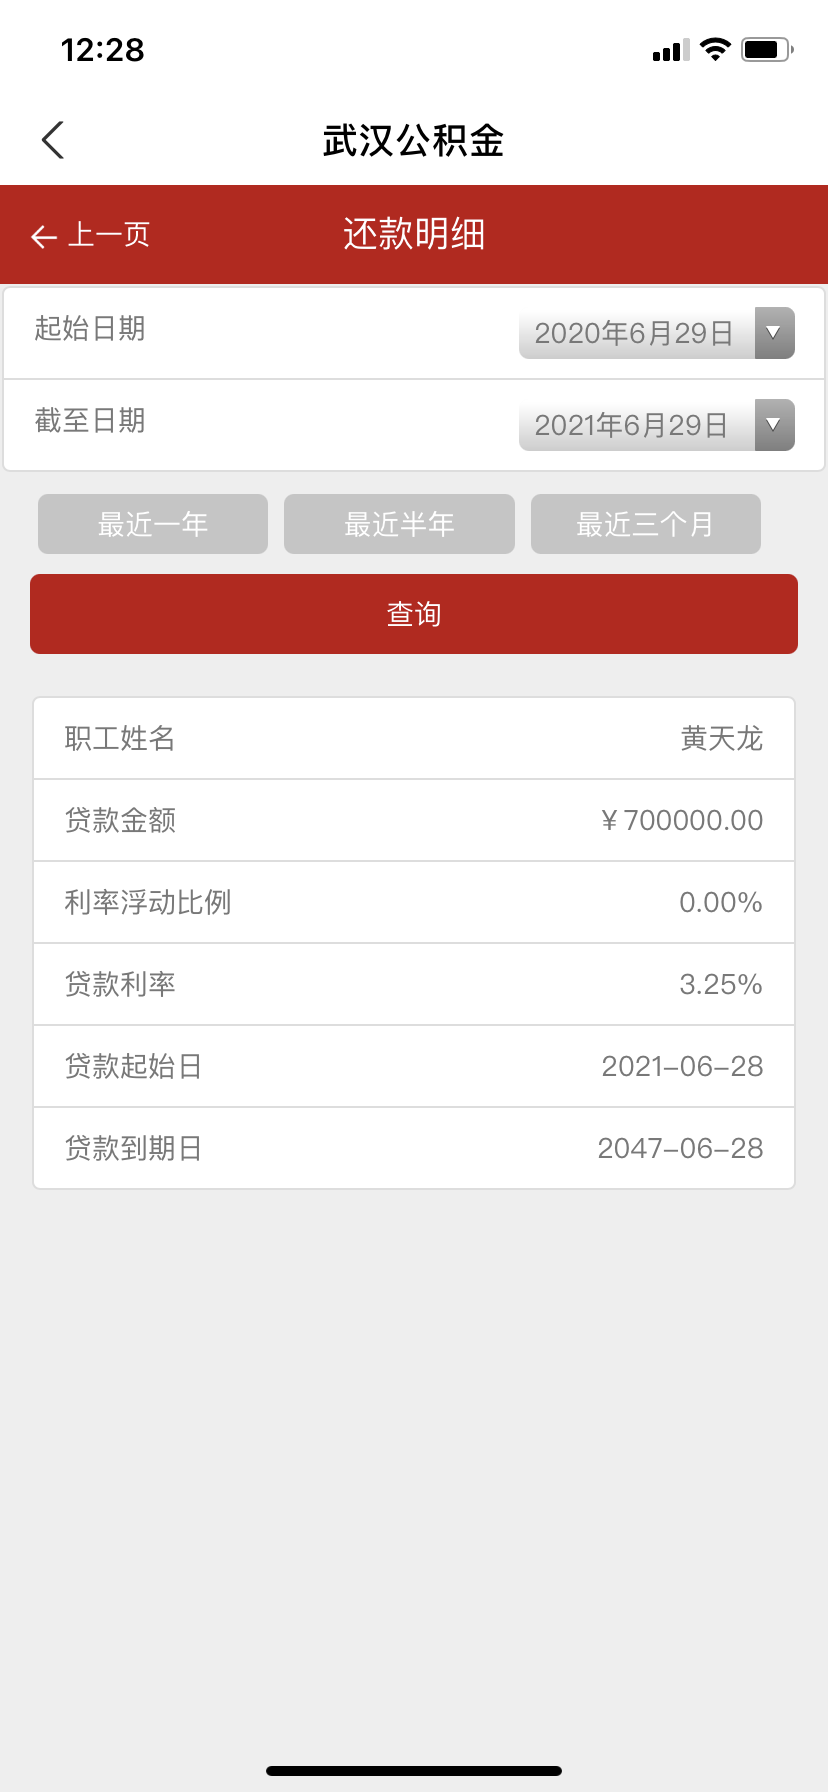 12:28
武汉公积金
上一页
还款明细
起始日期 2020年6月29日
截至日期 2021年6月29日
最近一年 最近半年 最近三个月
查询
职工姓名 黄天龙
贷款金额 ¥700000.00
利率浮动比例 0.00%
贷款利率 3.25%
贷款起始日 2021-06-28
贷款到期日 2047-06-28